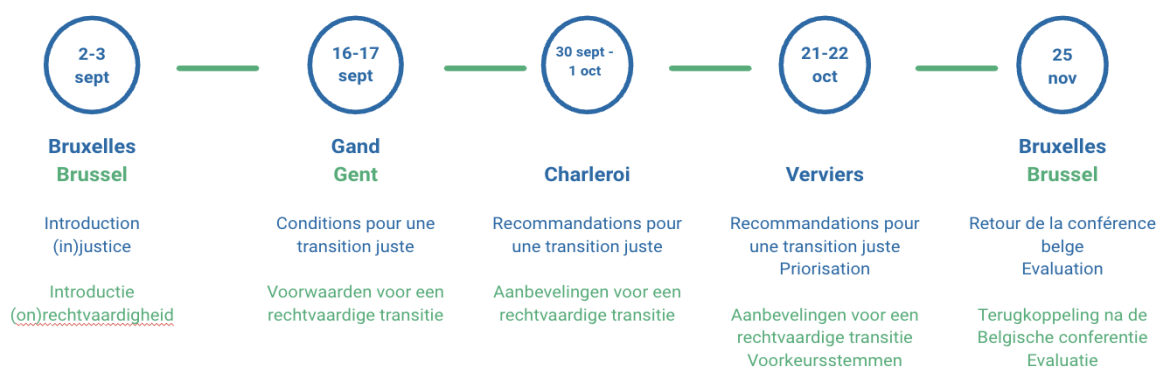 2-3
sept
Bruxelles
Brussel
Introduction
(in)justice
Introductie
(on)rechtvaardigheid
16-17
sept
Gand
Gent
Conditions pour une
transition juste
Voorwaarden voor een
rechtvaardige transitie
30 sept -
1 oct
Charleroi
Recommandations pour
une transition juste
Aanbevelingen voor een
rechtvaardige transitie
21-22
oct
Verviers
Recommandations pour
une transition juste
Priorisation
Aanbevelingen voor een
rechtvaardige transitie
Voorkeursstemmen
25
nov
Bruxelles
Brussel
Retour de la conférence
belge
Evaluation
Terugkoppeling na de
Belgische conferentie
Evaluatie